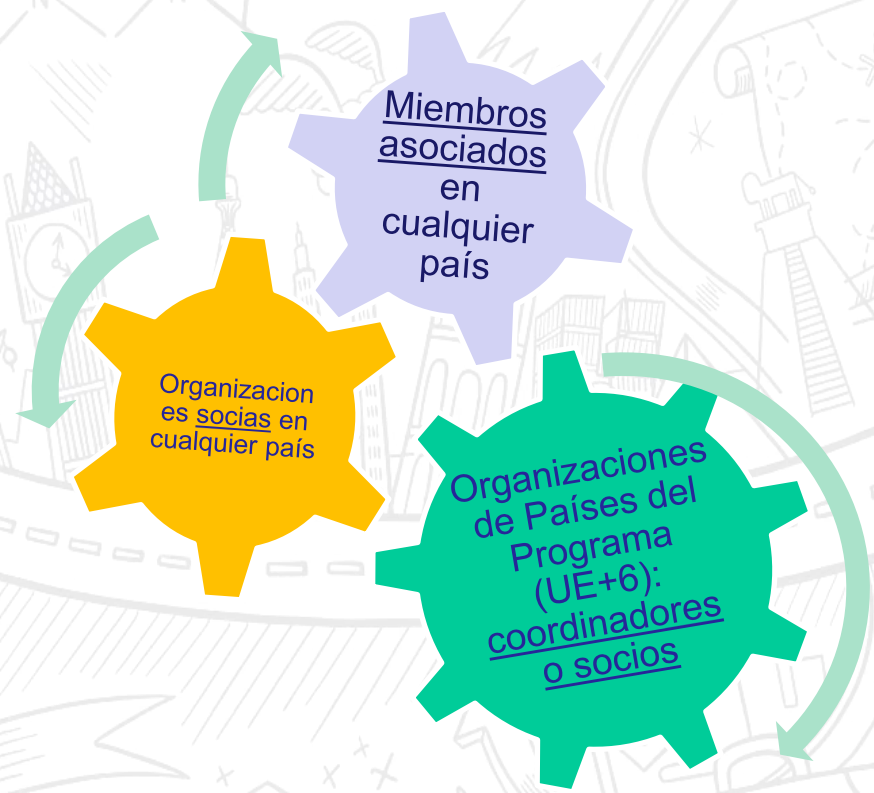 Miembros
asociados
en
cualquier
país
Organizacion
es socias en
cualquier país
Organizaciones
de Países del
Programa
(UE+6):
coordinadores
o socios